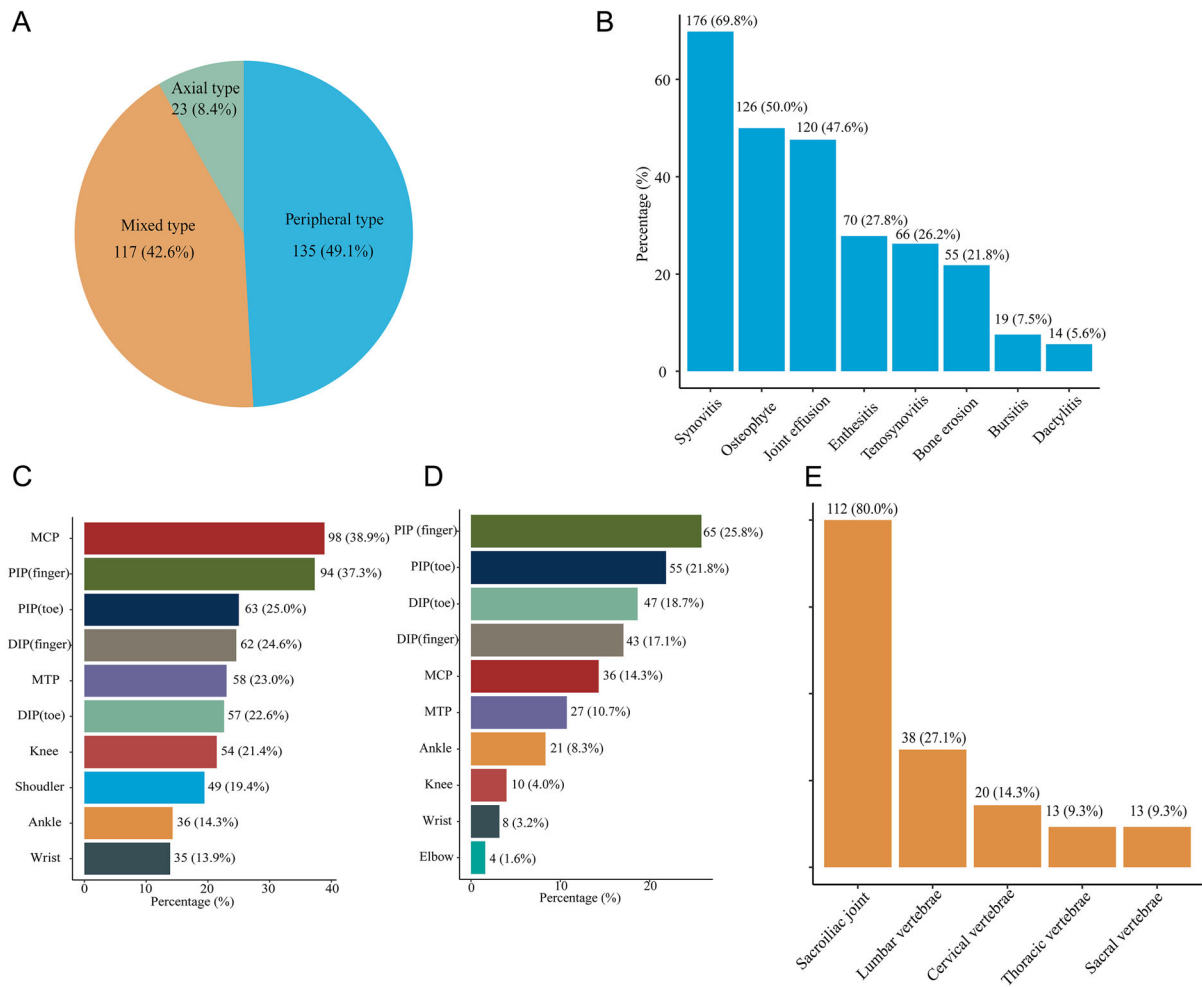 A
Axial type
23 (8.4%)
Mixed type
117 (42.6%)
Peripheral type
135 (49.1%)
B
Percentage (%)
60
40
20
0
176 (69.8%)
126 (50.0%)
120 (47.6%)
70 (27.8%)
66 (26.2%)
55 (21.8%)
19 (7.5%)
14 (5.6%)
Synovitis
Osteophyte
Joint effusion
Enthesitis
Tenosynovitis
Bone erosion
Bursitis
Dactylitis
C
MCP 98 (38.9%)
PIP(finger) 94 (37.3%)
PIP(toe) 63 (25.0%)
DIP(finger) 62 (24.6%)
MTP 58 (23.0%)
DIP(toe) 57 (22.6%)
Knee 54 (21.4%)
Shoudler 49 (19.4%)
Ankle 36 (14.3%)
Wrist 35 (13.9%)
0 10 20 30 40
Percentage (%)
D
PIP (finger) 65 (25.8%)
PIP(toe) 55 (21.8%)
DIP(toe) 47 (18.7%)
DIP(finger) 43 (17.1%)
MCP 36 (14.3%)
MTP 27 (10.7%)
Ankle 21 (8.3%)
Knee 10 (4.0%)
Wrist 8 (3.2%)
Elbow 4 (1.6%)
0 10 20
Percentage (%)
E
112 (80.0%)
38 (27.1%)
20 (14.3%)
13 (9.3%)
13 (9.3%)
Sacroiliac joint
Lumbar vertebrae
Cervical vertebrae
Thoracic vertebrae
Sacral vertebrae